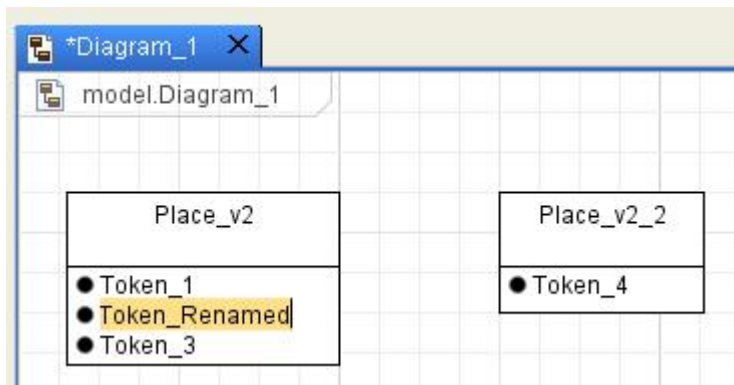 *Diagram_1
model.Diagram_1
Place_v2
Token_1
Token_Renamed
Token_3
Place_v2_2
Token_4